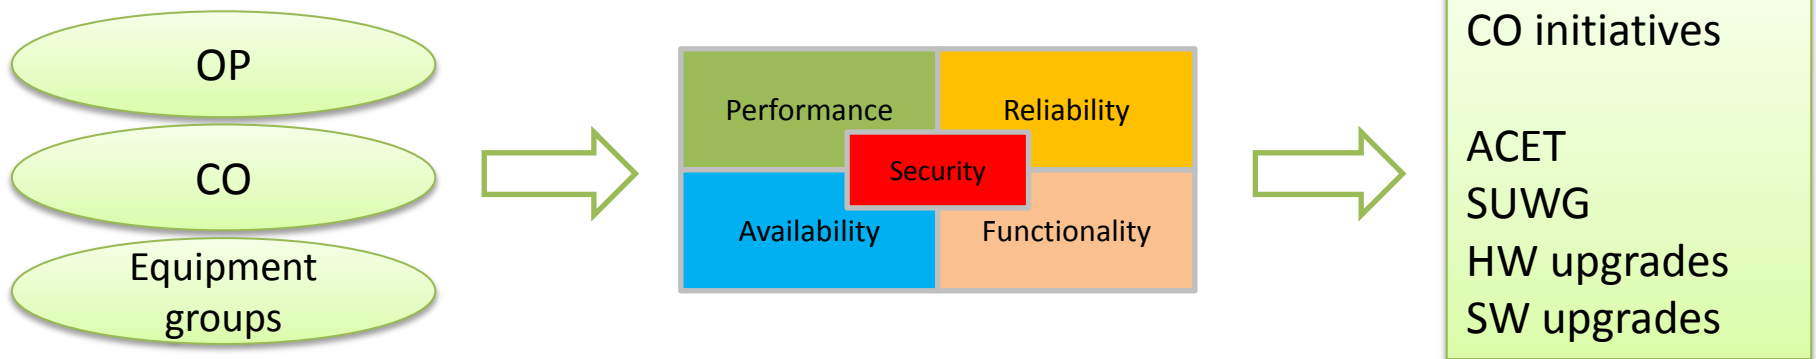 OP
CO
Equipment
groups
Performance
Reliability
Security
Availability
Functionality
CO initiatives
ACET
SUWG
HW upgrades
SW upgrades